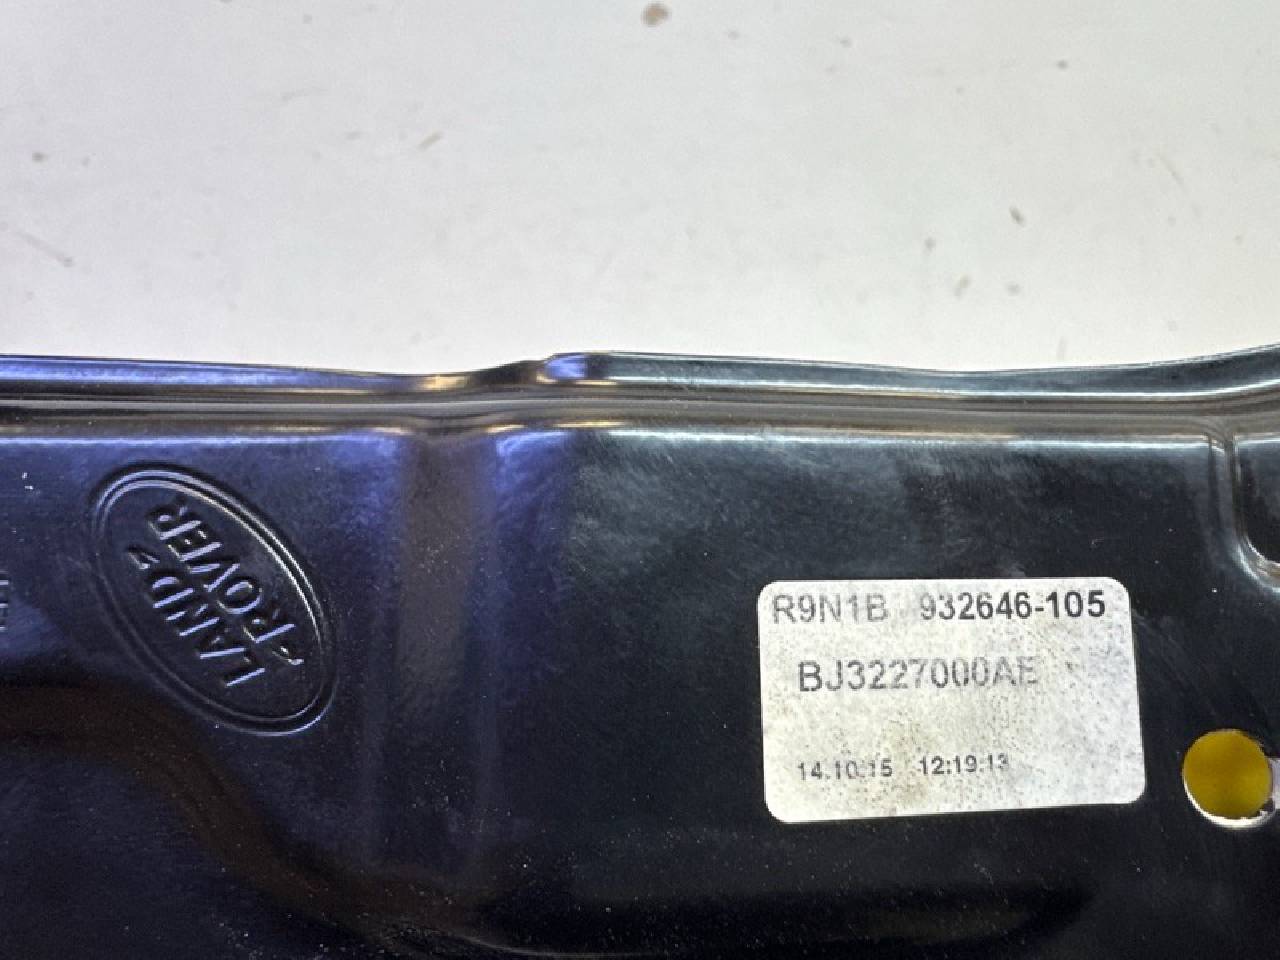 LAND
ROVER
R9N1B 932646-105
BJ3227000AE
14.10.15 12:19:13